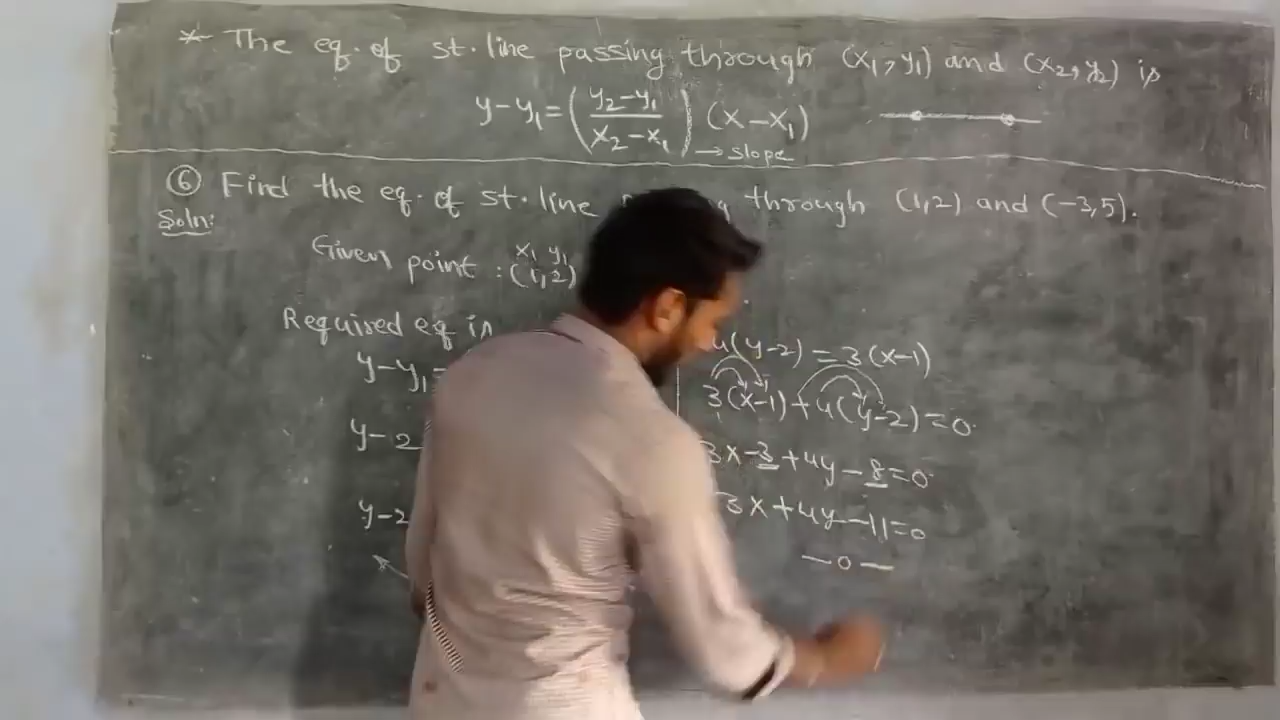 * The eq. of st. line passing through (x₁, y₁) and (x₂, y₂) is
y-y₁ = ((y₂-y₁)/(x₂-x₁)) (x-x₁)
→ slope
⑥ Find the eq. of st. line through (1,2) and (-3,5).
Soln:
x₁ y₁
Given point : (1,2)
Required eq is
y-y₁=
y-2
y-2
4(y-2) = 3(x-1)
3(x-1)+4(y-2)=0.
3x-3+4y-8=0.
3x+4y-11=0
—0—